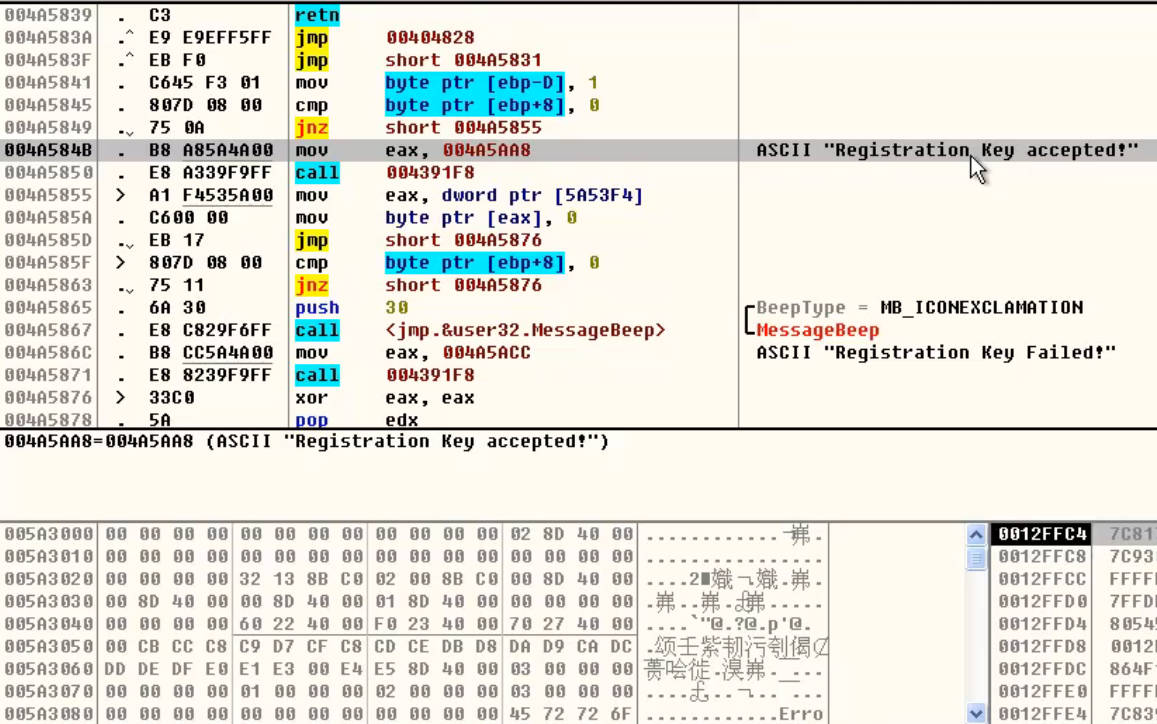 004A5839 . C3 retn
004A583A .^ E9 E9EFF5FF jmp 00404828
004A583F .^ EB F0 jmp short 004A5831
004A5841 . C645 F3 01 mov byte ptr [ebp-D], 1
004A5845 . 807D 08 00 cmp byte ptr [ebp+8], 0
004A5849 .v 75 0A jnz short 004A5855
004A584B . B8 A85A4A00 mov eax, 004A5AA8 ASCII "Registration Key accepted!"
004A5850 . E8 A339F9FF call 004391F8
004A5855 > A1 F4535A00 mov eax, dword ptr [5A53F4]
004A585A . C600 00 mov byte ptr [eax], 0
004A585D .v EB 17 jmp short 004A5876
004A585F > 807D 08 00 cmp byte ptr [ebp+8], 0
004A5863 .v 75 11 jnz short 004A5876
004A5865 . 6A 30 push 30 BeepType = MB_ICONEXCLAMATION
004A5867 . E8 C829F6FF call <jmp.&user32.MessageBeep> MessageBeep
004A586C . B8 CC5A4A00 mov eax, 004A5ACC ASCII "Registration Key Failed!"
004A5871 . E8 8239F9FF call 004391F8
004A5876 > 33C0 xor eax, eax
004A5878 . 5A pop edx
004A5AA8=004A5AA8 (ASCII "Registration Key accepted!")
005A3000 00 00 00 00 00 00 00 00 00 00 00 00 02 8D 40 00 ............ . 0012FFC4 7C81
005A3010 00 00 00 00 00 00 00 00 00 00 00 00 00 00 00 00 ................ 0012FFC8 7C93
005A3020 00 00 00 00 32 13 8B C0 02 00 8B C0 00 8D 40 00 ....2 0012FFCC FFFFF
005A3030 00 8D 40 00 00 8D 40 00 01 8D 40 00 00 00 00 00 0012FFD0 7FFD
005A3040 00 00 00 00 60 22 40 00 F0 23 40 00 70 27 40 00 ....`"@.?@.p'@. 0012FFD4 8054
005A3050 00 CB CC C8 C9 D7 CF C8 CD CE DB D8 DA D9 CA DC 0012FFD8 0012
005A3060 DD DE DF E0 E1 E3 00 E4 E5 8D 40 00 03 00 00 00 0012FFDC 864F
005A3070 00 00 00 00 01 00 00 00 02 00 00 00 03 00 00 00 0012FFE0 FFFFF
005A3080 00 00 00 00 00 00 00 00 00 00 00 00 45 72 72 6F ............Erro 0012FFE4 7C83